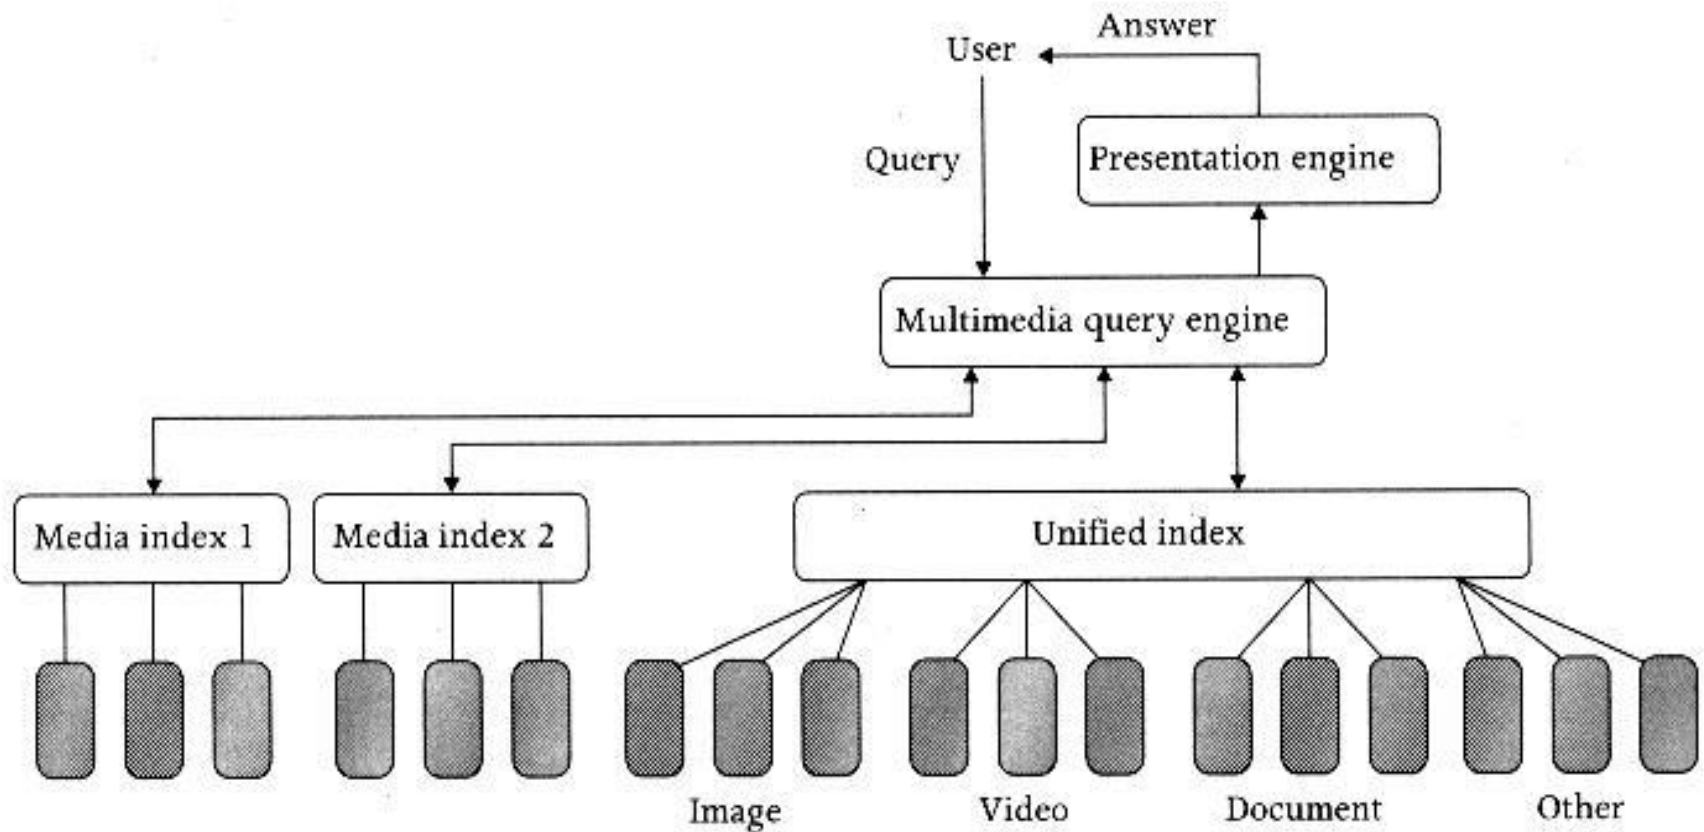 Answer
User
Query
Presentation engine
Multimedia query engine
Media index 1
Media index 2
Unified index
Image
Video
Document
Other